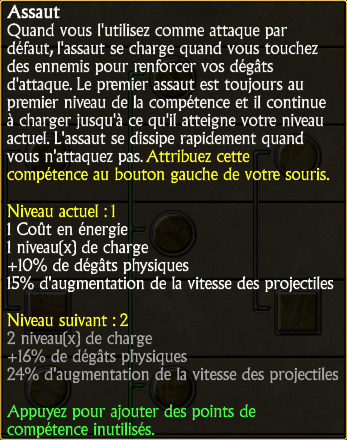 Assaut
Quand vous l'utilisez comme attaque par
défaut, l'assaut se charge quand vous touchez
des ennemis pour renforcer vos dégâts
d'attaque. Le premier assaut est toujours au
premier niveau de la compétence et il continue
à charger jusqu'à ce qu'il atteigne votre niveau
actuel. L'assaut se dissipe rapidement quand
vous n'attaquez pas. Attribuez cette
compétence au bouton gauche de votre souris.
Niveau actuel : 1
1 Coût en énergie
1 niveau(x) de charge
+10% de dégâts physiques
15% d'augmentation de la vitesse des projectiles
Niveau suivant : 2
2 niveau(x) de charge
+16% de dégâts physiques
24% d'augmentation de la vitesse des projectiles
Appuyez pour ajouter des points de
compétence inutilisés.